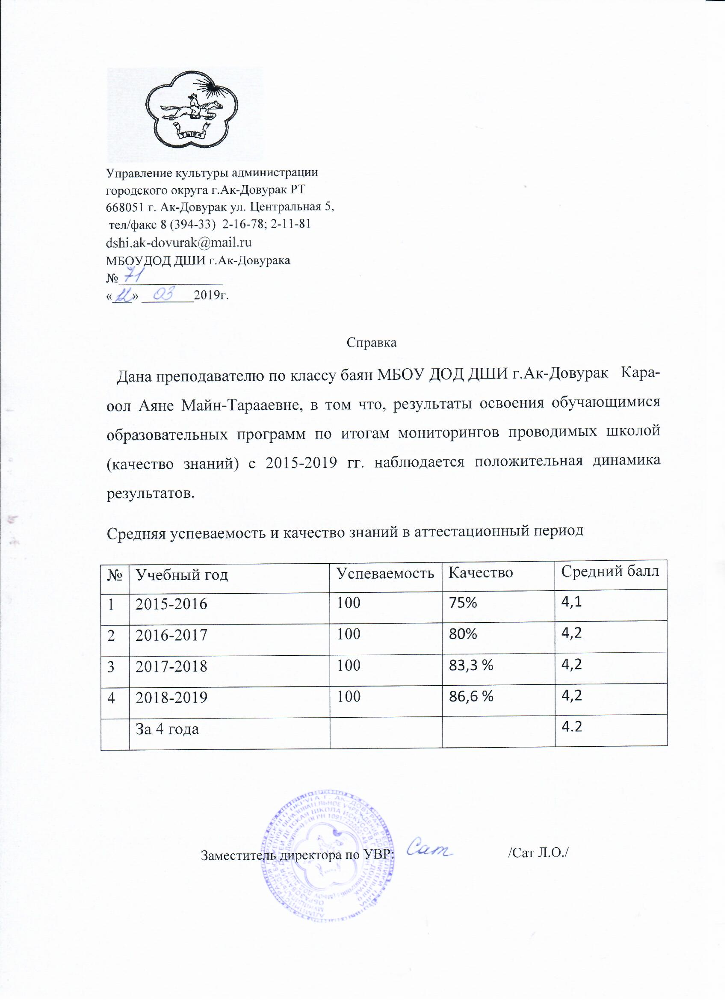 Управление культуры администрации
городского округа г.Ак-Довурак РТ
668051 г. Ак-Довурак ул. Центральная 5,
тел/факс 8 (394-33) 2-16-78; 2-11-81
dshi.ak-dovurak@mail.ru
МБОУДОД ДШИ г.Ак-Довурака
№ 71
«12» 03 2019г.
Справка
Дана преподавателю по классу баян МБОУ ДОД ДШИ г.Ак-Довурак Кара-
оол Аяне Майн-Тарааевне, в том что, результаты освоения обучающимися
образовательных программ по итогам мониторингов проводимых школой
(качество знаний) с 2015-2019 гг. наблюдается положительная динамика
результатов.
Средняя успеваемость и качество знаний в аттестационный период
№ Учебный год Успеваемость Качество Средний балл
1 2015-2016 100 75% 4,1
2 2016-2017 100 80% 4,2
3 2017-2018 100 83,3 % 4,2
4 2018-2019 100 86,6 % 4,2
За 4 года 4.2
Заместитель директора по УВР: Сат /Сат Л.О./